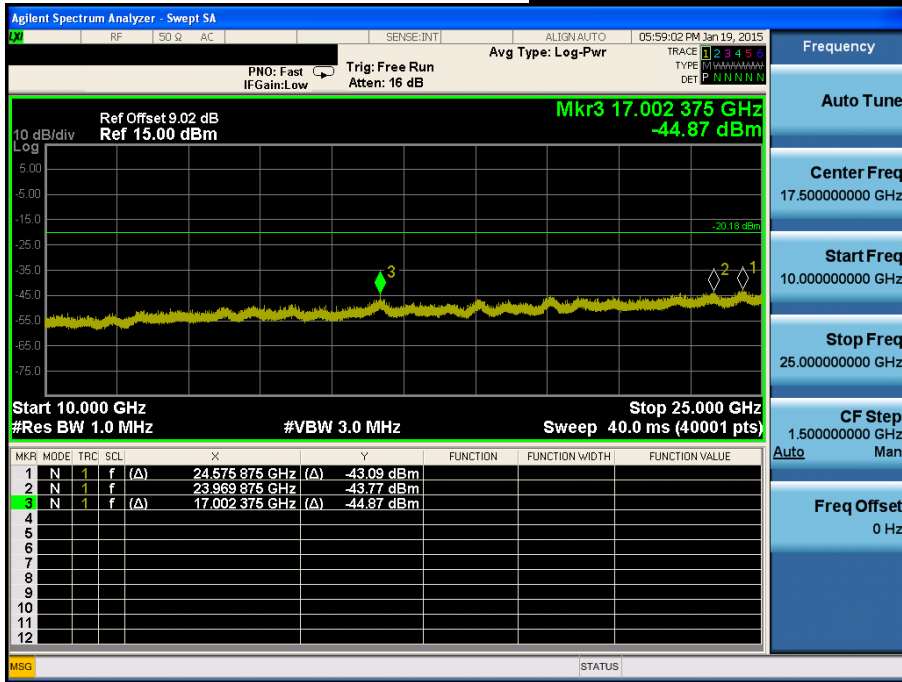 Agilent Spectrum Analyzer - Swept SA
LXI RF 50 Ω AC SENSE:INT ALIGN AUTO 05:59:02 PM Jan 19, 2015
Frequency
PNO: Fast Trig: Free Run Avg Type: Log-Pwr TRACE 1 2 3 4 5 6
IFGain:Low Atten: 16 dB TYPE M WWWWW
DET P N N N N N
Auto Tune
Ref Offset 9.02 dB Mkr3 17.002 375 GHz
10 dB/div Ref 15.00 dBm -44.87 dBm
Log
5.00
-5.00
-15.0
-20.18 dBm
-25.0
-35.0
-45.0
-55.0
-65.0
-75.0
3
2
1
Center Freq
17.500000000 GHz
Start Freq
10.000000000 GHz
Stop Freq
25.000000000 GHz
Start 10.000 GHz Stop 25.000 GHz
#Res BW 1.0 MHz #VBW 3.0 MHz Sweep 40.0 ms (40001 pts)
CF Step
1.500000000 GHz
Auto Man
MKR MODE TRC SCL X Y FUNCTION FUNCTION WIDTH FUNCTION VALUE
1 N 1 f (Δ) 24.575 875 GHz (Δ) -43.09 dBm
2 N 1 f 23.969 875 GHz -43.77 dBm
3 N 1 f (Δ) 17.002 375 GHz (Δ) -44.87 dBm
4
5
6
7
8
9
10
11
12
Freq Offset
0 Hz
MSG STATUS